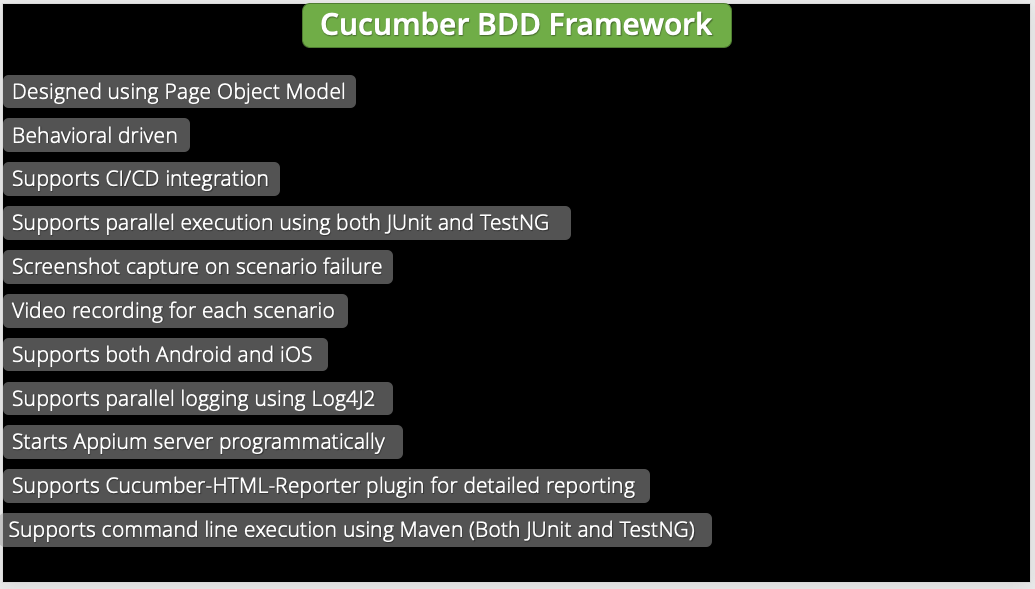 Cucumber BDD Framework
Designed using Page Object Model
Behavioral driven
Supports CI/CD integration
Supports parallel execution using both JUnit and TestNG
Screenshot capture on scenario failure
Video recording for each scenario
Supports both Android and iOS
Supports parallel logging using Log4J2
Starts Appium server programmatically
Supports Cucumber-HTML-Reporter plugin for detailed reporting
Supports command line execution using Maven (Both JUnit and TestNG)